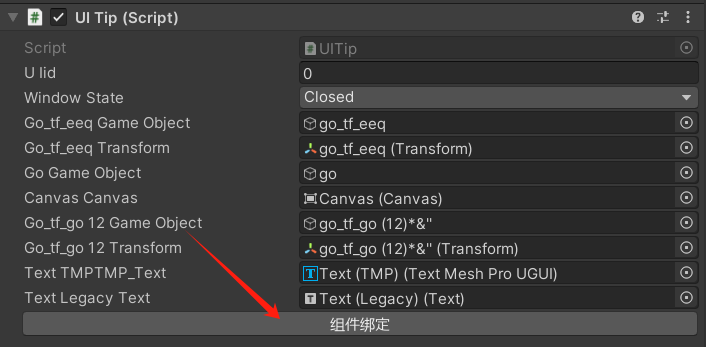 UI Tip (Script)
Script UITip
U Iid 0
Window State Closed
Go_tf_eeq Game Object go_tf_eeq
Go_tf_eeq Transform go_tf_eeq (Transform)
Go Game Object go
Canvas Canvas Canvas (Canvas)
Go_tf_go 12 Game Object go_tf_go (12)*&"
Go_tf_go 12 Transform go_tf_go (12)*&" (Transform)
Text TMPTMP_Text Text (TMP) (Text Mesh Pro UGUI)
Text Legacy Text Text (Legacy) (Text)
组件绑定